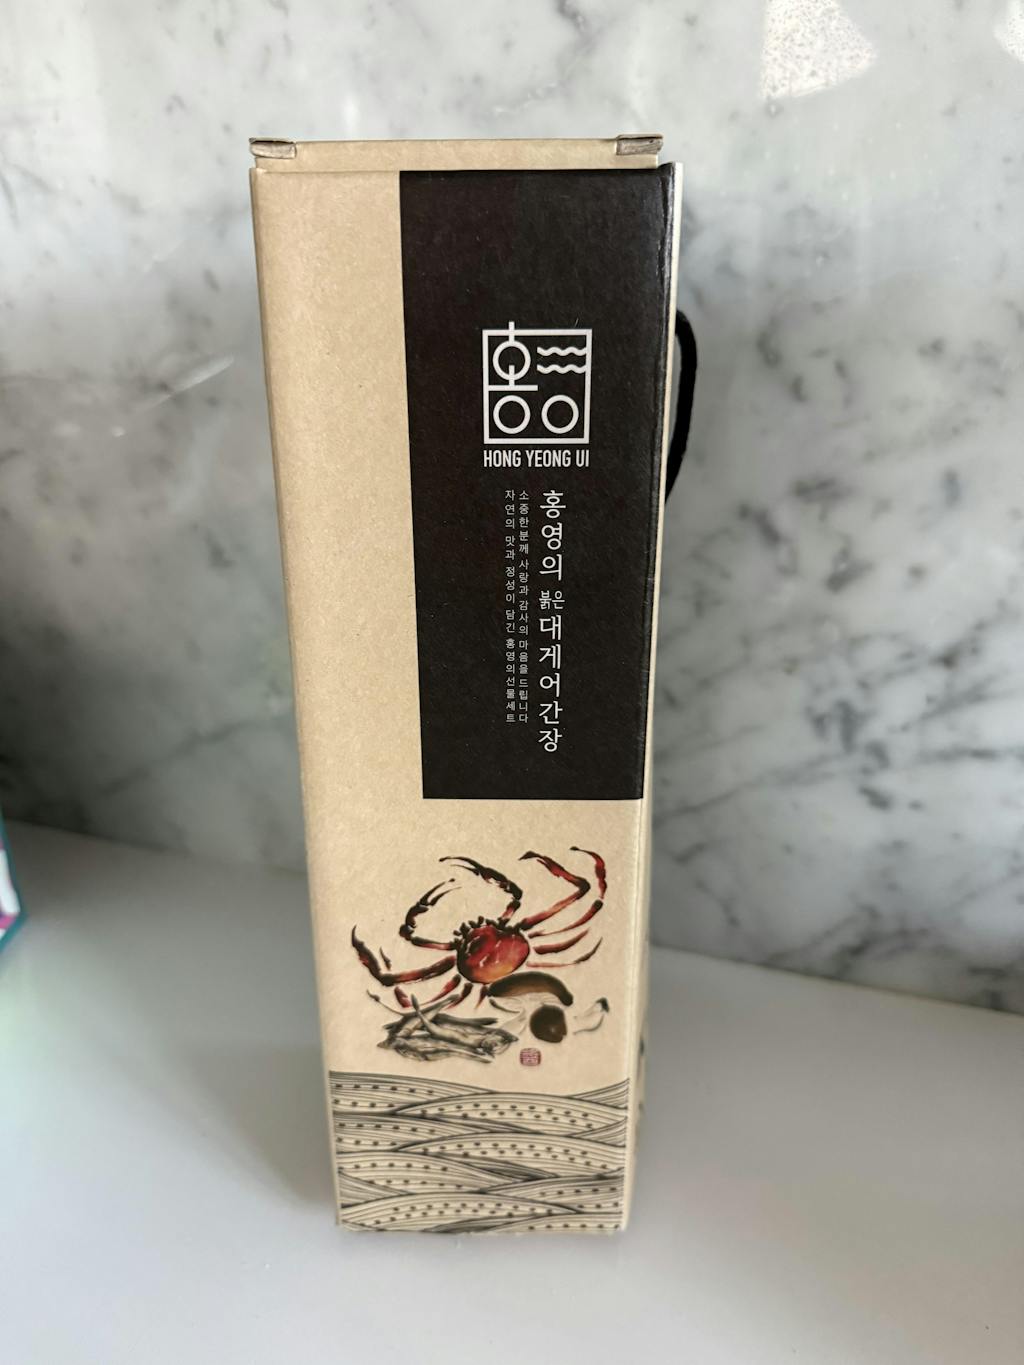 HONG YEONG UI
홍영의 붉은 대게어간장
소중한분께 사랑과 감사의 마음을 드립니다
자연의 맛과 정성이 담긴 홍영의선물세트